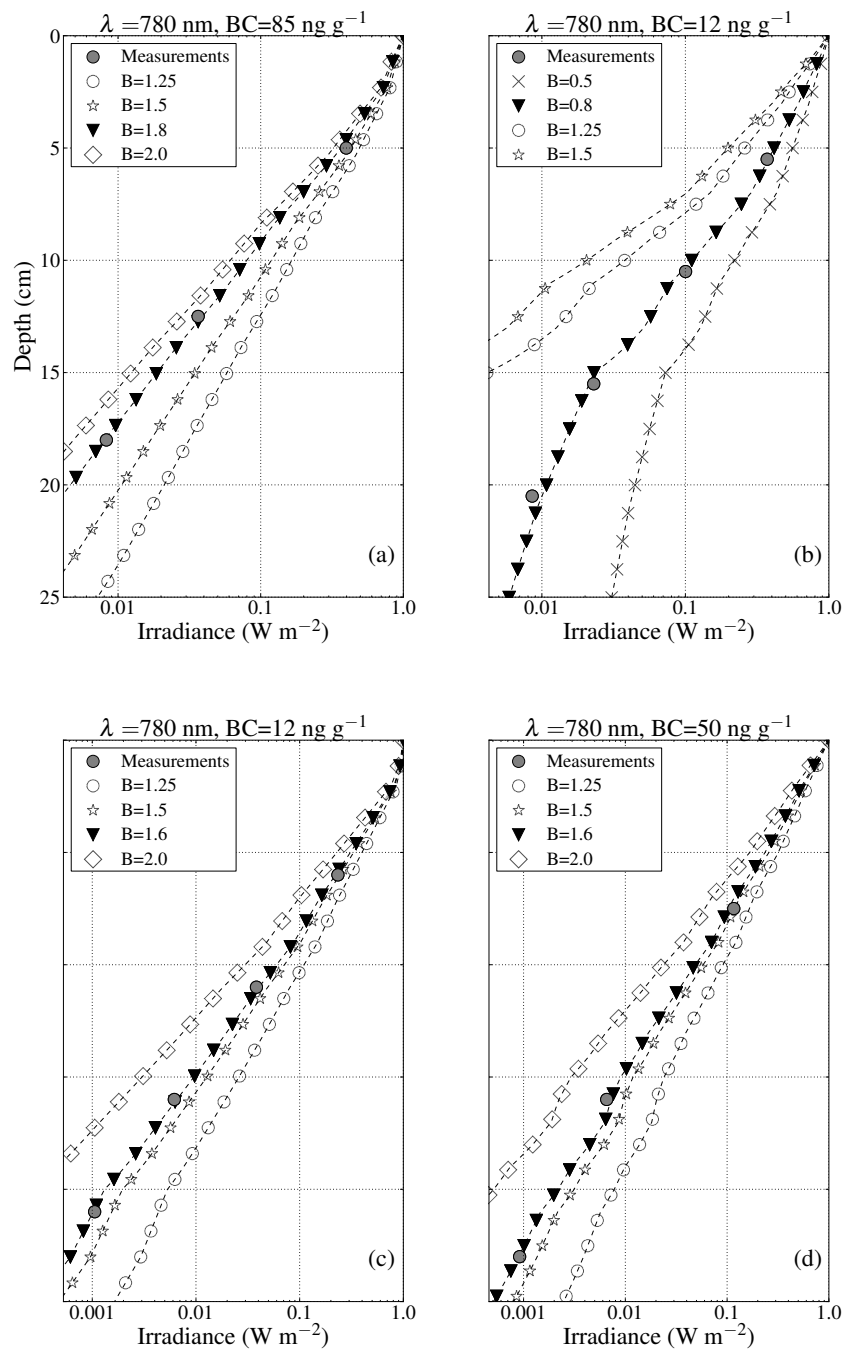 λ =780 nm, BC=85 ng g⁻¹
Measurements
B=1.25
B=1.5
B=1.8
B=2.0
0
5
10
15
20
25
Depth (cm)
(a)
0.01
0.1
1.0
Irradiance (W m⁻²)
λ =780 nm, BC=12 ng g⁻¹
Measurements
B=0.5
B=0.8
B=1.25
B=1.5
(b)
0.01
0.1
1.0
Irradiance (W m⁻²)
λ =780 nm, BC=12 ng g⁻¹
Measurements
B=1.25
B=1.5
B=1.6
B=2.0
(c)
0.001
0.01
0.1
1.0
Irradiance (W m⁻²)
λ =780 nm, BC=50 ng g⁻¹
Measurements
B=1.25
B=1.5
B=1.6
B=2.0
(d)
0.001
0.01
0.1
1.0
Irradiance (W m⁻²)